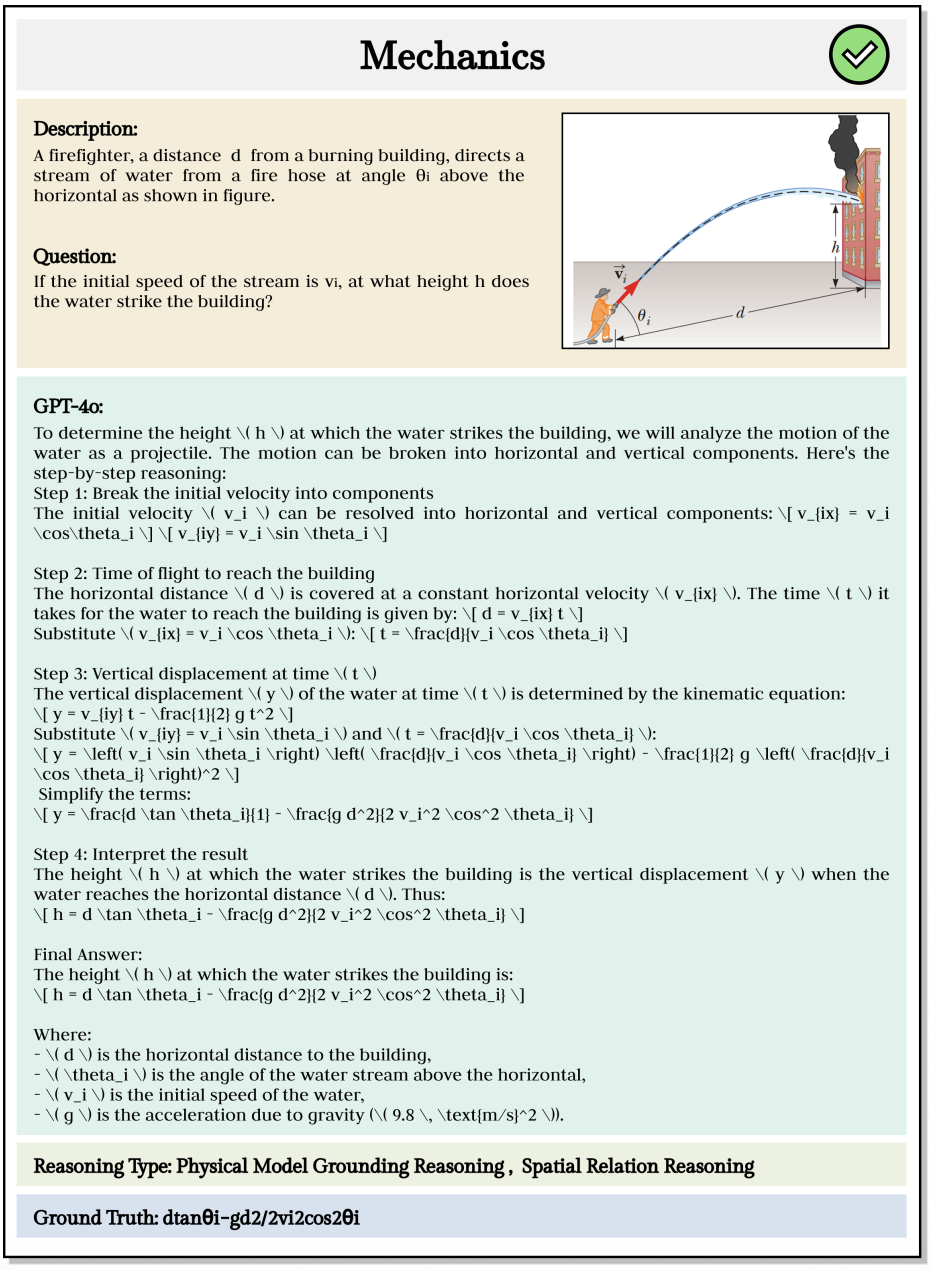 Mechanics
Description:
A firefighter, a distance d from a burning building, directs a
stream of water from a fire hose at angle θi above the
horizontal as shown in figure.
Question:
If the initial speed of the stream is vi, at what height h does
the water strike the building?
h
v⃗i
θi
d
GPT-4o:
To determine the height \( h \) at which the water strikes the building, we will analyze the motion of the
water as a projectile. The motion can be broken into horizontal and vertical components. Here's the
step-by-step reasoning:
Step 1: Break the initial velocity into components
The initial velocity \( v_i \) can be resolved into horizontal and vertical components: \[ v_{ix} = v_i
\cos\theta_i \] \[ v_{iy} = v_i \sin \theta_i \]
Step 2: Time of flight to reach the building
The horizontal distance \( d \) is covered at a constant horizontal velocity \( v_{ix} \). The time \( t \) it
takes for the water to reach the building is given by: \[ d = v_{ix} t \]
Substitute \( v_{ix} = v_i \cos \theta_i \): \[ t = \frac{d}{v_i \cos \theta_i} \]
Step 3: Vertical displacement at time \( t \)
The vertical displacement \( y \) of the water at time \( t \) is determined by the kinematic equation:
\[ y = v_{iy} t - \frac{1}{2} g t^2 \]
Substitute \( v_{iy} = v_i \sin \theta_i \) and \( t = \frac{d}{v_i \cos \theta_i} \):
\[ y = \left( v_i \sin \theta_i \right) \left( \frac{d}{v_i \cos \theta_i} \right) - \frac{1}{2} g \left( \frac{d}{v_i
\cos \theta_i} \right)^2 \]
Simplify the terms:
\[ y = \frac{d \tan \theta_i}{1} - \frac{g d^2}{2 v_i^2 \cos^2 \theta_i} \]
Step 4: Interpret the result
The height \( h \) at which the water strikes the building is the vertical displacement \( y \) when the
water reaches the horizontal distance \( d \). Thus:
\[ h = d \tan \theta_i - \frac{g d^2}{2 v_i^2 \cos^2 \theta_i} \]
Final Answer:
The height \( h \) at which the water strikes the building is:
\[ h = d \tan \theta_i - \frac{g d^2}{2 v_i^2 \cos^2 \theta_i} \]
Where:
- \( d \) is the horizontal distance to the building,
- \( \theta_i \) is the angle of the water stream above the horizontal,
- \( v_i \) is the initial speed of the water,
- \( g \) is the acceleration due to gravity (\( 9.8 \, \text{m/s}^2 \)).
Reasoning Type: Physical Model Grounding Reasoning , Spatial Relation Reasoning
Ground Truth: dtanθi-gd2/2vi2cos2θi